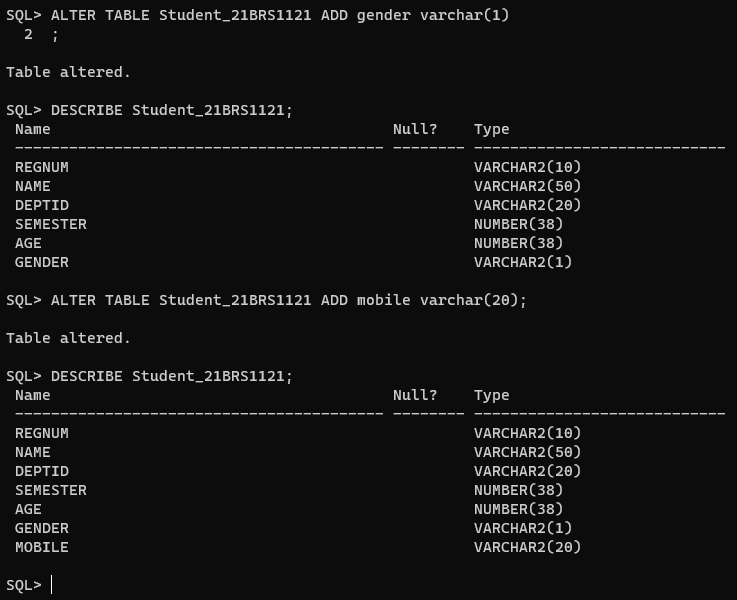 SQL> ALTER TABLE Student_21BRS1121 ADD gender varchar(1)
  2  ;
Table altered.
SQL> DESCRIBE Student_21BRS1121;
 Name                                      Null?    Type
 ----------------------------------------- -------- ----------------------------
 REGNUM                                             VARCHAR2(10)
 NAME                                               VARCHAR2(50)
 DEPTID                                             VARCHAR2(20)
 SEMESTER                                           NUMBER(38)
 AGE                                                NUMBER(38)
 GENDER                                             VARCHAR2(1)
SQL> ALTER TABLE Student_21BRS1121 ADD mobile varchar(20);
Table altered.
SQL> DESCRIBE Student_21BRS1121;
 Name                                      Null?    Type
 ----------------------------------------- -------- ----------------------------
 REGNUM                                             VARCHAR2(10)
 NAME                                               VARCHAR2(50)
 DEPTID                                             VARCHAR2(20)
 SEMESTER                                           NUMBER(38)
 AGE                                                NUMBER(38)
 GENDER                                             VARCHAR2(1)
 MOBILE                                             VARCHAR2(20)
SQL>